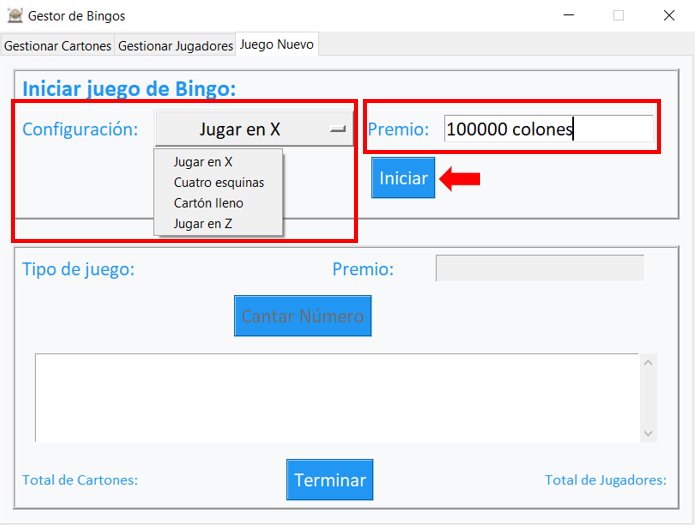 Gestor de Bingos
Gestionar Cartones Gestionar Jugadores Juego Nuevo
Iniciar juego de Bingo:
Configuración: Jugar en X Premio: 100000 colones
Jugar en X
Cuatro esquinas
Cartón lleno
Jugar en Z
Iniciar
Tipo de juego: Premio:
Cantar Número
Total de Cartones: Terminar Total de Jugadores: